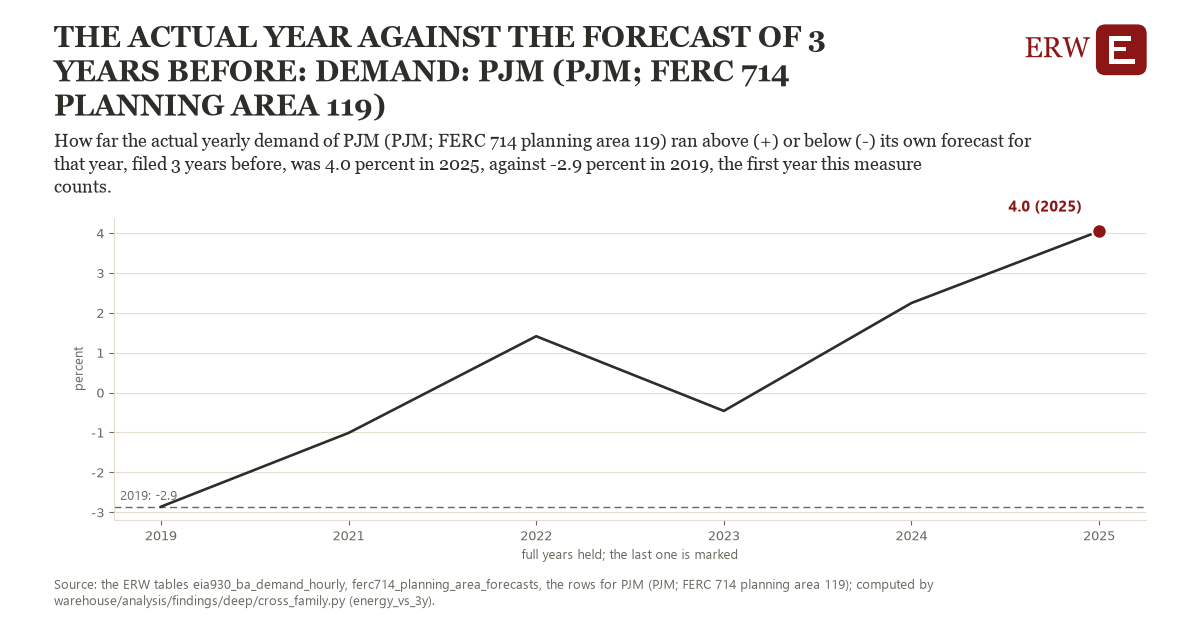 THE ACTUAL YEAR AGAINST THE FORECAST OF 3
YEARS BEFORE: DEMAND: PJM (PJM; FERC 714
PLANNING AREA 119)
ERW E
How far the actual yearly demand of PJM (PJM; FERC 714 planning area 119) ran above (+) or below (-) its own forecast for
that year, filed 3 years before, was 4.0 percent in 2025, against -2.9 percent in 2019, the first year this measure
counts.
4.0 (2025)
4
3
2
1
0
-1
-2
-3
percent
2019: -2.9
2019 2021 2022 2023 2024 2025
full years held; the last one is marked
Source: the ERW tables eia930_ba_demand_hourly, ferc714_planning_area_forecasts, the rows for PJM (PJM; FERC 714 planning area 119); computed by
warehouse/analysis/findings/deep/cross_family.py (energy_vs_3y).